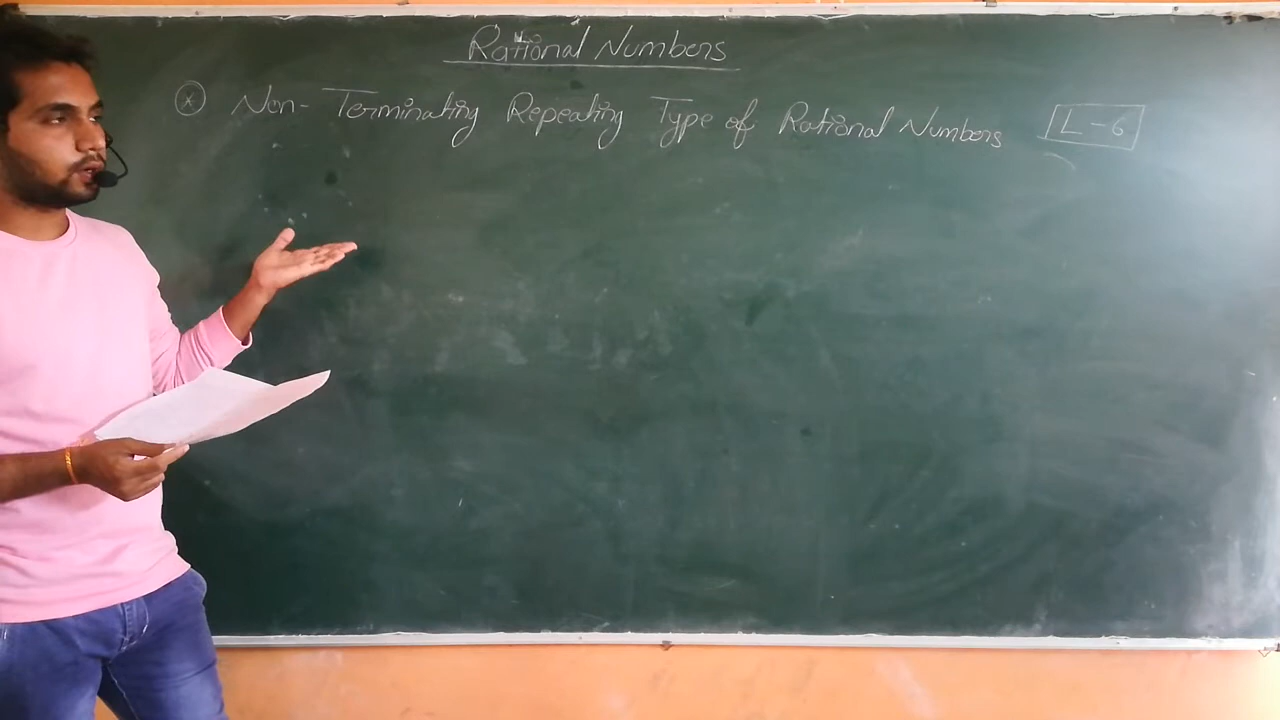 Rational Numbers
(x) Non-Terminating Repeating Type of Rational Numbers L-6